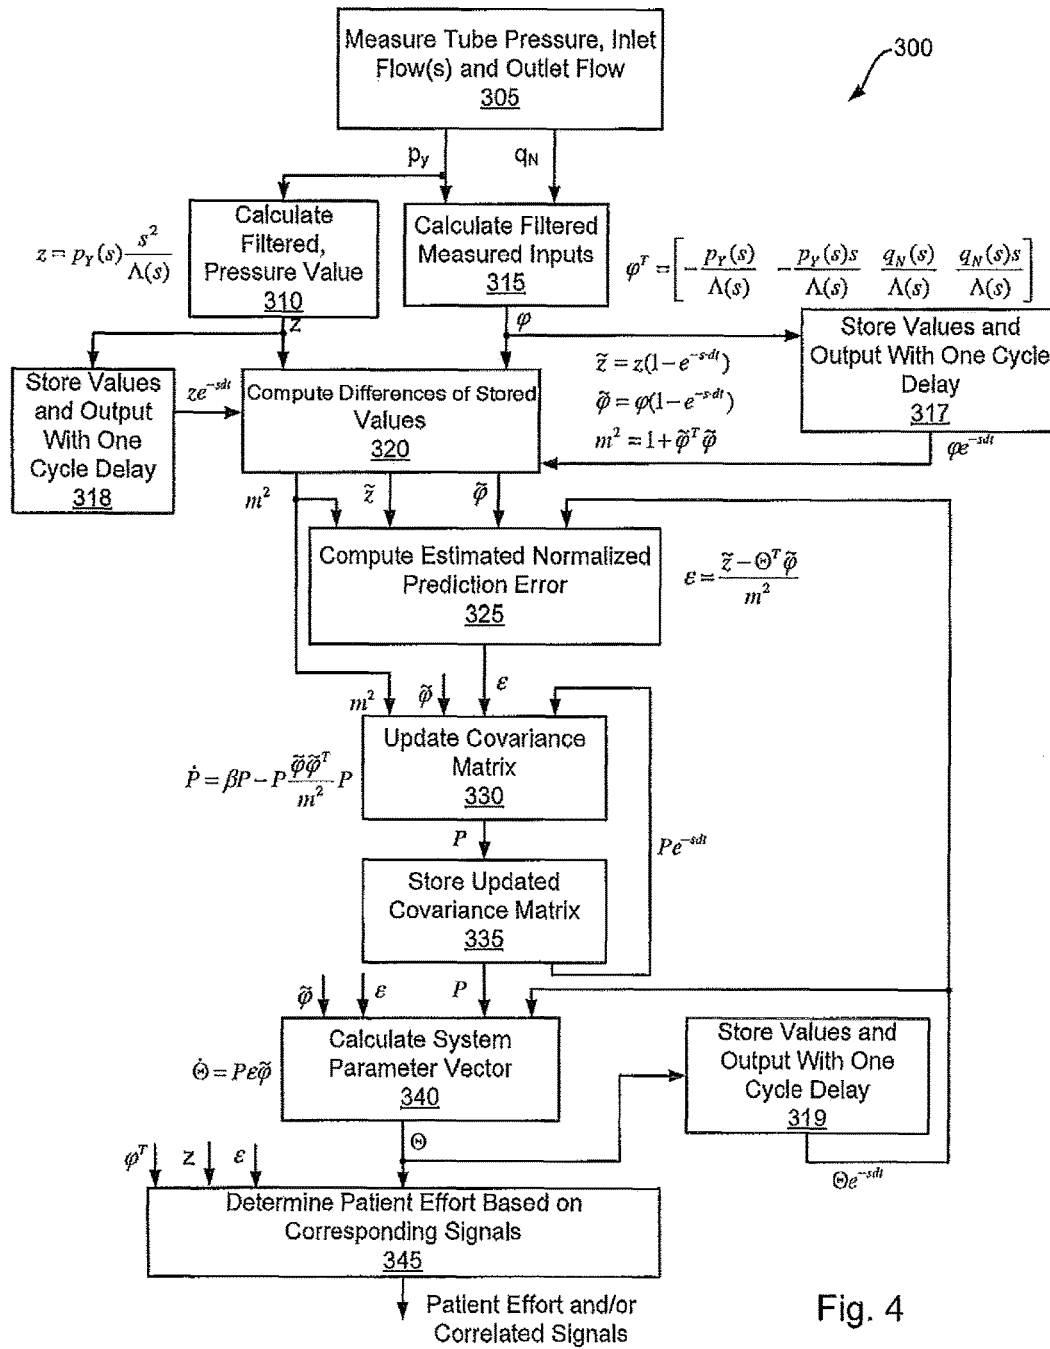 Measure Tube Pressure, Inlet
Flow(s) and Outlet Flow
305
300
p_y
q_N
Calculate
Filtered,
Pressure Value
310
z = p_Y(s) s²/Λ(s)
Calculate Filtered
Measured Inputs
315
φ^T = [ -p_Y(s)/Λ(s) -p_Y(s)s/Λ(s) q_N(s)/Λ(s) q_N(s)s/Λ(s) ]
z
φ
Store Values and
Output With One Cycle
Delay
317
Store Values
and Output
With One
Cycle Delay
318
ze^{-sdt}
Compute Differences of Stored
Values
320
z̃ = z(1-e^{-s·dt})
φ̃ = φ(1-e^{-s·dt})
m² = 1+φ̃^T φ̃
φe^{-sdt}
m²
z̃
φ̃
Compute Estimated Normalized
Prediction Error
325
ε = (z̃ - Θ^T φ̃)/m²
ε
m²
φ̃
Update Covariance
Matrix
330
Ṗ = βP - P (φ̃φ̃^T/m²) P
P
Pe^{-sdt}
Store Updated
Covariance Matrix
335
φ̃
ε
P
Calculate System
Parameter Vector
340
Θ̇ = Pεφ̃
Store Values and
Output With One
Cycle Delay
319
Θ
Θe^{-sdt}
φ^T
z
ε
Determine Patient Effort Based on
Corresponding Signals
345
Patient Effort and/or
Correlated Signals
Fig. 4